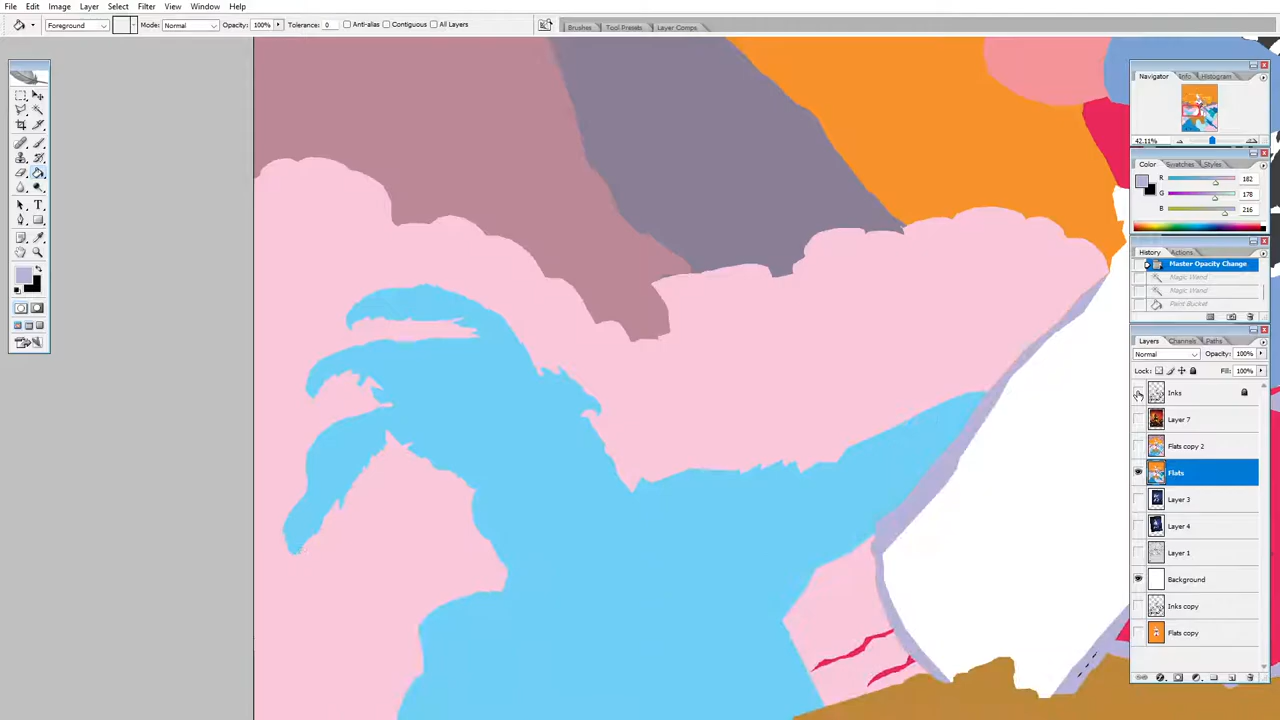 File Edit Image Layer Select Filter View Window Help
Foreground Mode: Normal Opacity: 100% Tolerance: 0 Anti-alias Contiguous All Layers Brushes Tool Presets Layer Comps
Navigator Info Histogram
42.11%
Color Swatches Styles
R 182
G 178
B 216
History Actions
Master Opacity Change
Magic Wand
Magic Wand
Paint Bucket
Layers Channels Paths
Normal Opacity: 100%
Lock: Fill: 100%
Inks
Layer 7
Flats copy 2
Flats
Layer 3
Layer 4
Layer 1
Background
Inks copy
Flats copy
T